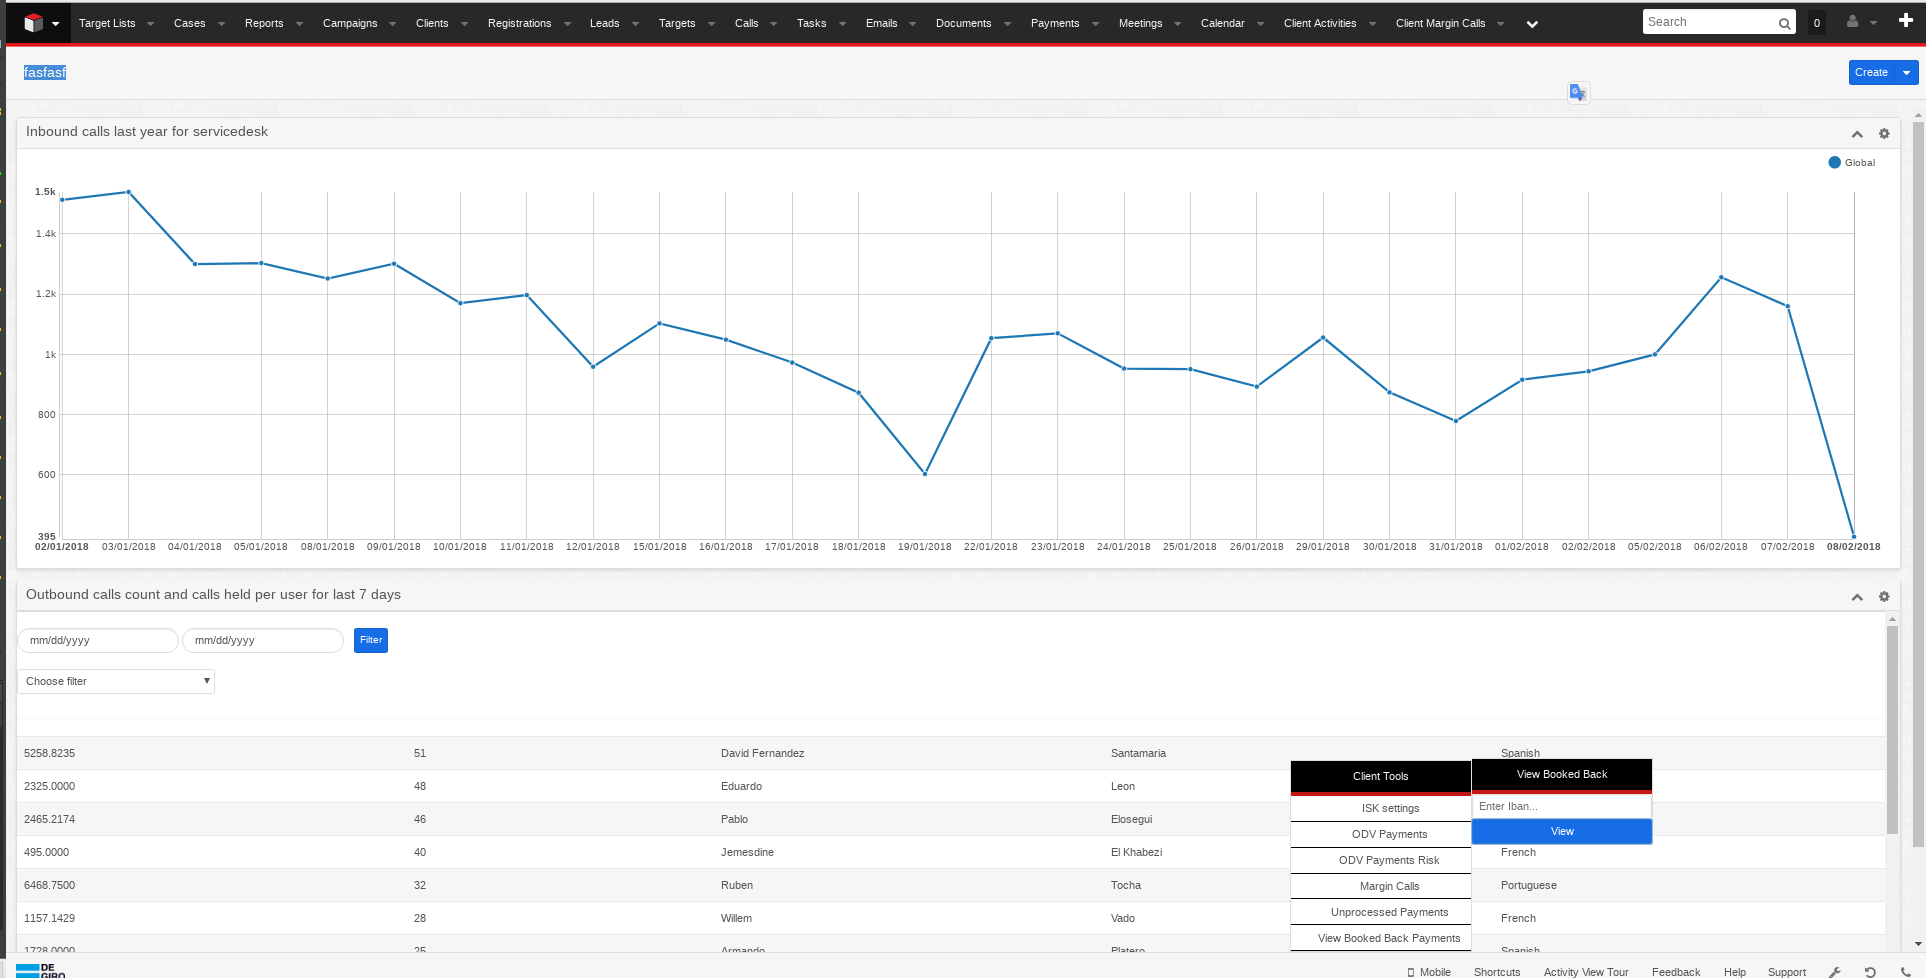 Target Lists Cases Reports Campaigns Clients Registrations Leads Targets Calls Tasks Emails Documents Payments Meetings Calendar Client Activities Client Margin Calls Search 0
fasfasf Create
Inbound calls last year for servicedesk
Global
1.5k
1.4k
1.2k
1k
800
600
395
02/01/2018 03/01/2018 04/01/2018 05/01/2018 08/01/2018 09/01/2018 10/01/2018 11/01/2018 12/01/2018 15/01/2018 16/01/2018 17/01/2018 18/01/2018 19/01/2018 22/01/2018 23/01/2018 24/01/2018 25/01/2018 26/01/2018 29/01/2018 30/01/2018 31/01/2018 01/02/2018 02/02/2018 05/02/2018 06/02/2018 07/02/2018 08/02/2018
Outbound calls count and calls held per user for last 7 days
mm/dd/yyyy mm/dd/yyyy Filter
Choose filter
5258.8235 51 David Fernandez Santamaria Spanish
2325.0000 48 Eduardo Leon
2465.2174 46 Pablo Elosegui
495.0000 40 Jemesdine El Khabezi French
6468.7500 32 Ruben Tocha Portuguese
1157.1429 28 Willem Vado French
1728.0000 25 Armando Platero Spanish
Client Tools
ISK settings
ODV Payments
ODV Payments Risk
Margin Calls
Unprocessed Payments
View Booked Back Payments
View Booked Back
Enter Iban...
View
DE
GIRO
Mobile Shortcuts Activity View Tour Feedback Help Support